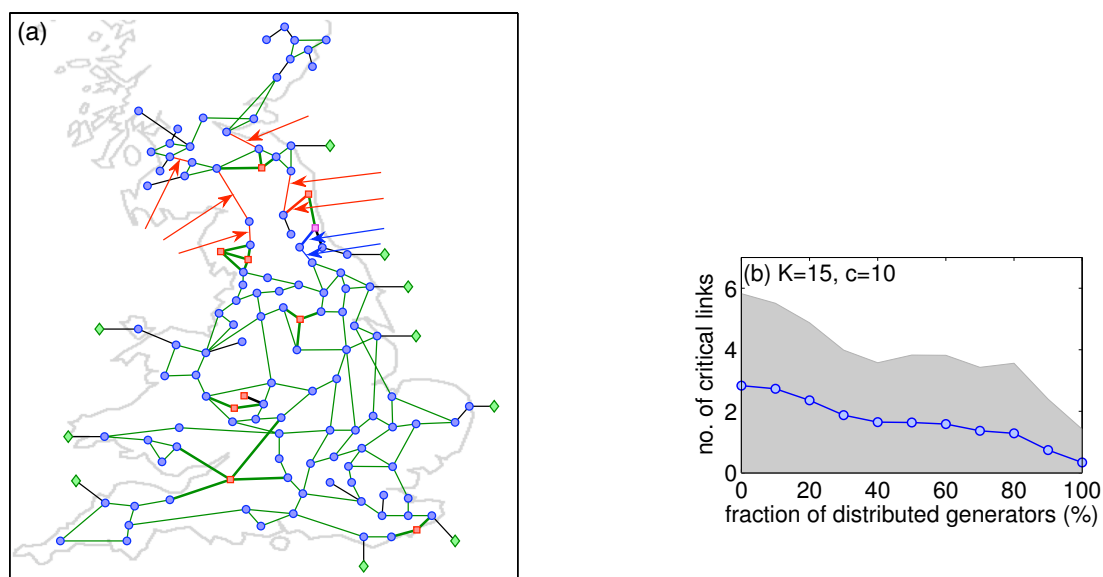 (a)
(b) K=15, c=10
no. of critical links
6
4
2
0
0 20 40 60 80 100
fraction of distributed generators (%)